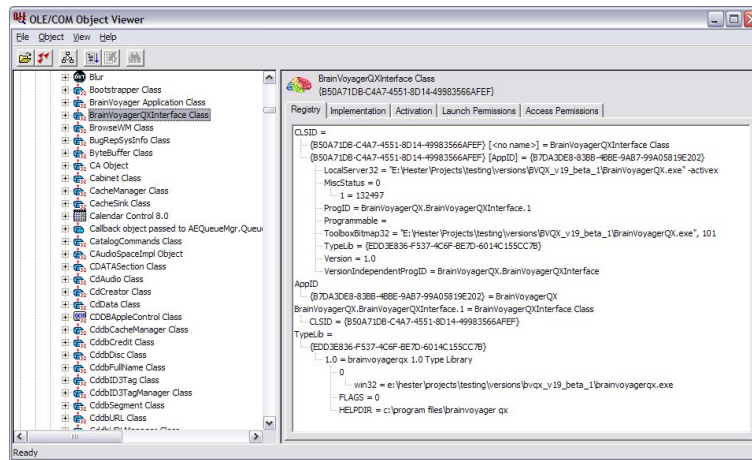 OLE/COM Object Viewer
File Object View Help
Blur
Bootstrapper Class
BrainVoyager Application Class
BrainVoyagerQXInterface Class
BrowseWM Class
BugRepSysInfo Class
ByteBuffer Class
CA Object
Cabinet Class
CacheManager Class
CacheSink Class
Calendar Control 8.0
Callback object passed to AEQueueMgr.Queu
CatalogCommands Class
CAudioSpaceImpl Object
CDATASection Class
CdAudio Class
CdCreator Class
CdData Class
CDDBAppleControl Class
CddbCacheManager Class
CddbCredit Class
CddbDisc Class
CddbFullName Class
CddbID3Tag Class
CddbID3TagManager Class
CddbSegment Class
CddbURL Class
CddbURLManager Class
BrainVoyagerQXInterface Class
{B50A71DB-C4A7-4551-8D14-49983566AFEF}
Registry Implementation Activation Launch Permissions Access Permissions
CLSID =
{B50A71DB-C4A7-4551-8D14-49983566AFEF} [<no name>] = BrainVoyagerQXInterface Class
{B50A71DB-C4A7-4551-8D14-49983566AFEF} [AppID] = {B7DA3DE8-83BB-4BBE-9AB7-99A05819E202}
LocalServer32 = "E:\Hester\Projects\testing\versions\BVQX_v19_beta_1\BrainVoyagerQX.exe" -activex
MiscStatus = 0
1 = 132497
ProgID = BrainVoyagerQX.BrainVoyagerQXInterface.1
Programmable =
ToolboxBitmap32 = "E:\Hester\Projects\testing\versions\BVQX_v19_beta_1\BrainVoyagerQX.exe", 101
TypeLib = {EDD3E836-F537-4C6F-BE7D-6014C155CC7B}
Version = 1.0
VersionIndependentProgID = BrainVoyagerQX.BrainVoyagerQXInterface
AppID
{B7DA3DE8-83BB-4BBE-9AB7-99A05819E202} = BrainVoyagerQX
BrainVoyagerQX.BrainVoyagerQXInterface.1 = BrainVoyagerQXInterface Class
CLSID = {B50A71DB-C4A7-4551-8D14-49983566AFEF}
TypeLib =
{EDD3E836-F537-4C6F-BE7D-6014C155CC7B}
1.0 = brainvoyagerqx 1.0 Type Library
0
win32 = e:\hester\projects\testing\versions\bvqx_v19_beta_1\brainvoyagerqx.exe
FLAGS = 0
HELPDIR = c:\program files\brainvoyager qx
Ready